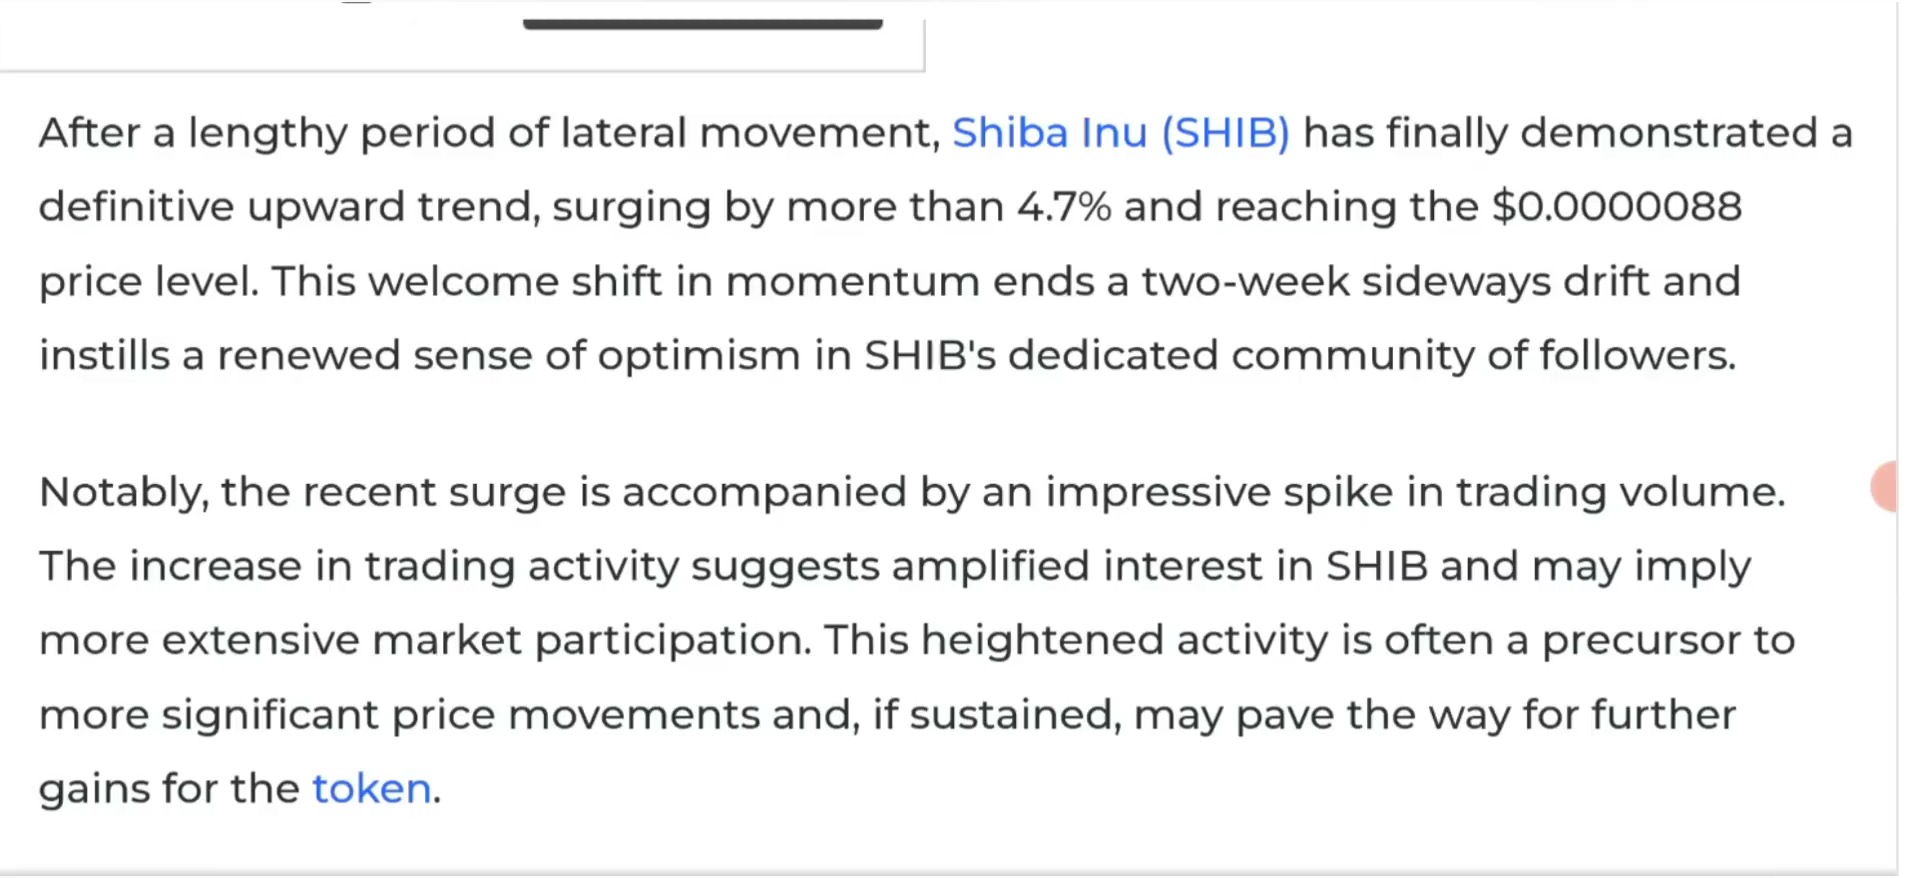 After a lengthy period of lateral movement, Shiba Inu (SHIB) has finally demonstrated a
definitive upward trend, surging by more than 4.7% and reaching the $0.0000088
price level. This welcome shift in momentum ends a two-week sideways drift and
instills a renewed sense of optimism in SHIB's dedicated community of followers.
Notably, the recent surge is accompanied by an impressive spike in trading volume.
The increase in trading activity suggests amplified interest in SHIB and may imply
more extensive market participation. This heightened activity is often a precursor to
more significant price movements and, if sustained, may pave the way for further
gains for the token.